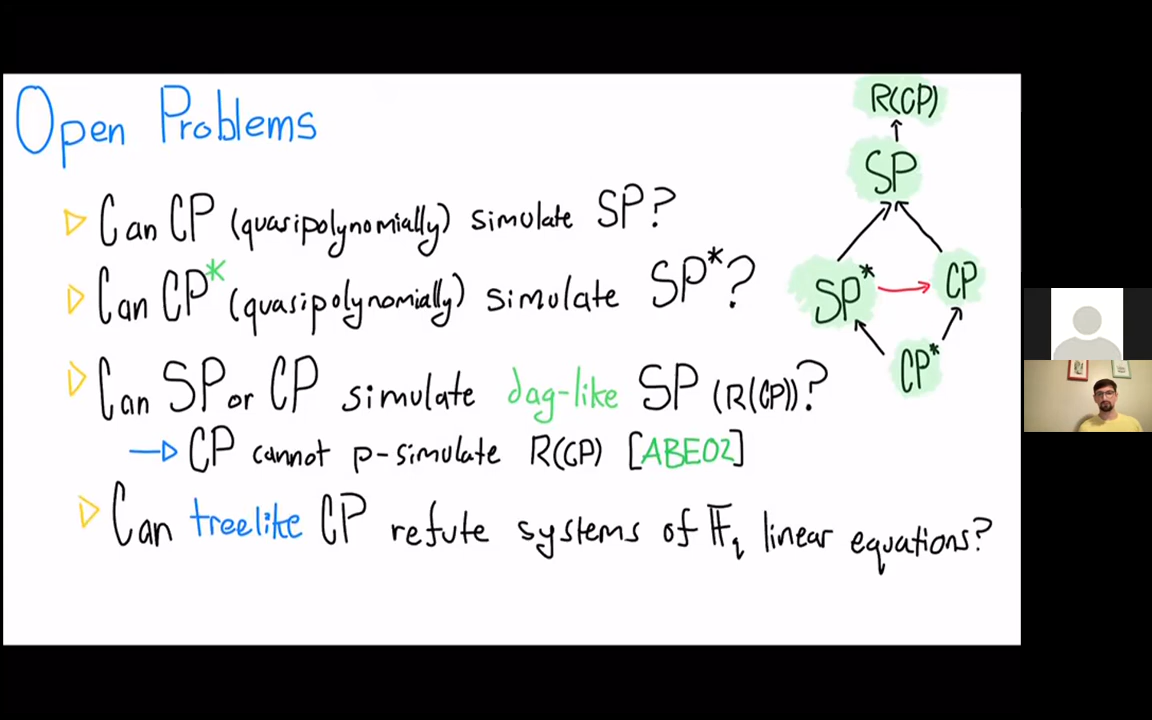 Open Problems
▷ Can CP (quasipolynomially) simulate SP?
▷ Can CP* (quasipolynomially) simulate SP*?
▷ Can SP or CP simulate dag-like SP (R(CP))?
→ CP cannot p-simulate R(CP) [ABE02]
▷ Can treelike CP refute systems of 𝔽q linear equations?
R(CP)
SP
SP* → CP
CP*